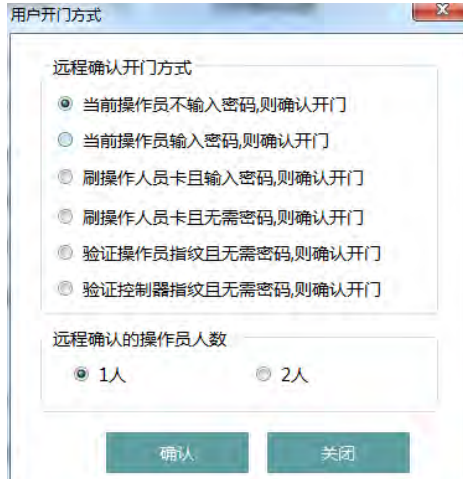 用户开门方式
远程确认开门方式
当前操作员不输入密码,则确认开门
当前操作员输入密码,则确认开门
刷操作人员卡且输入密码,则确认开门
刷操作人员卡且无需密码,则确认开门
验证操作员指纹且无需密码,则确认开门
验证控制器指纹且无需密码,则确认开门
远程确认的操作员人数
1人 2人
确认 关闭